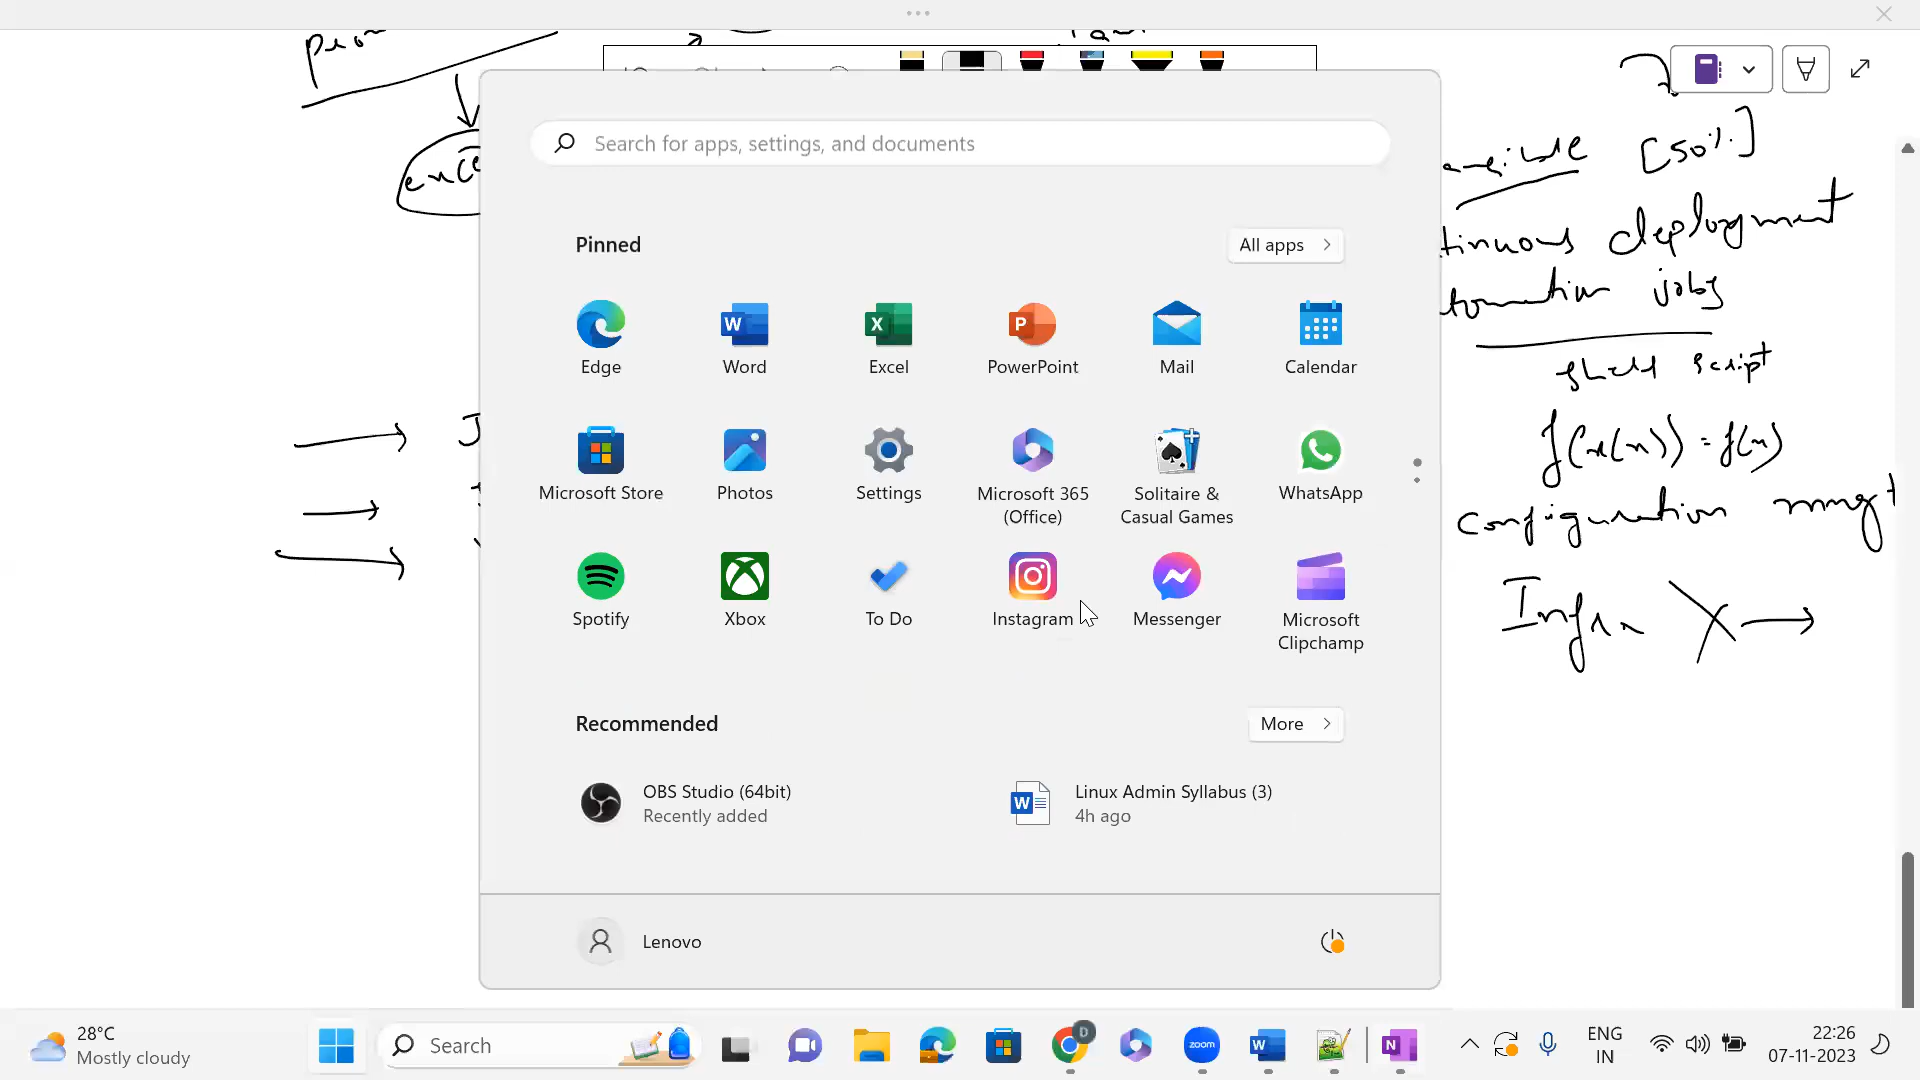 [50%]
continuous deployment
jobs
shell script
f(x(n)) = f(x)
configuration mngt
Infra X
Search for apps, settings, and documents
Pinned
All apps
Edge
Word
Excel
PowerPoint
Mail
Calendar
Microsoft Store
Photos
Settings
Microsoft 365
(Office)
Solitaire &
Casual Games
WhatsApp
Spotify
Xbox
To Do
Instagram
Messenger
Microsoft
Clipchamp
Recommended
More
OBS Studio (64bit)
Recently added
Linux Admin Syllabus (3)
4h ago
Lenovo
28°C
Mostly cloudy
Search
D
zoom
ENG
IN
22:26
07-11-2023